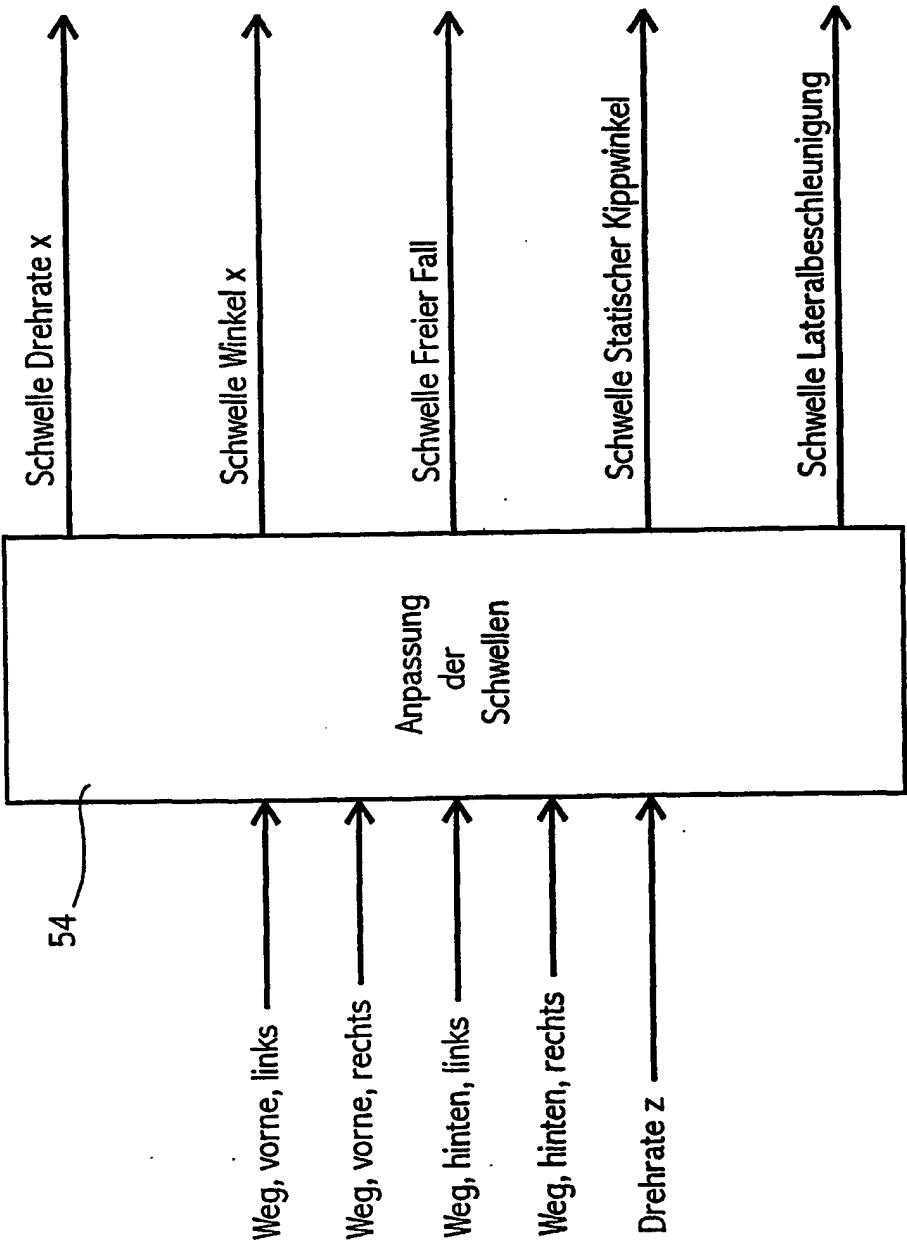 54
Weg, vorne, links
Weg, vorne, rechts
Weg, hinten, links
Weg, hinten, rechts
Drehrate z
Anpassung
der
Schwellen
Schwelle Drehrate x
Schwelle Winkel x
Schwelle Freier Fall
Schwelle Statischer Kippwinkel
Schwelle Lateralbeschleunigung